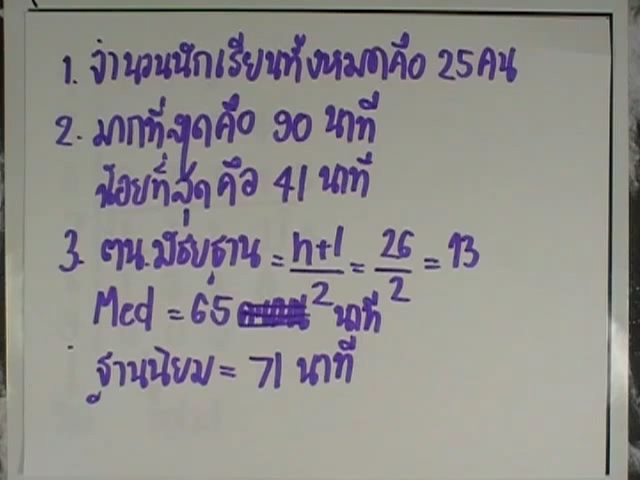 1. จำนวนนักเรียนทั้งหมดคือ 25 คน
2. มากที่สุดคือ 90 นาที
น้อยที่สุดคือ 41 นาที
3. ตน.มัธยฐาน = n+1/2 = 26/2 = 13
Med = 65 นาที
ฐานนิยม = 71 นาที